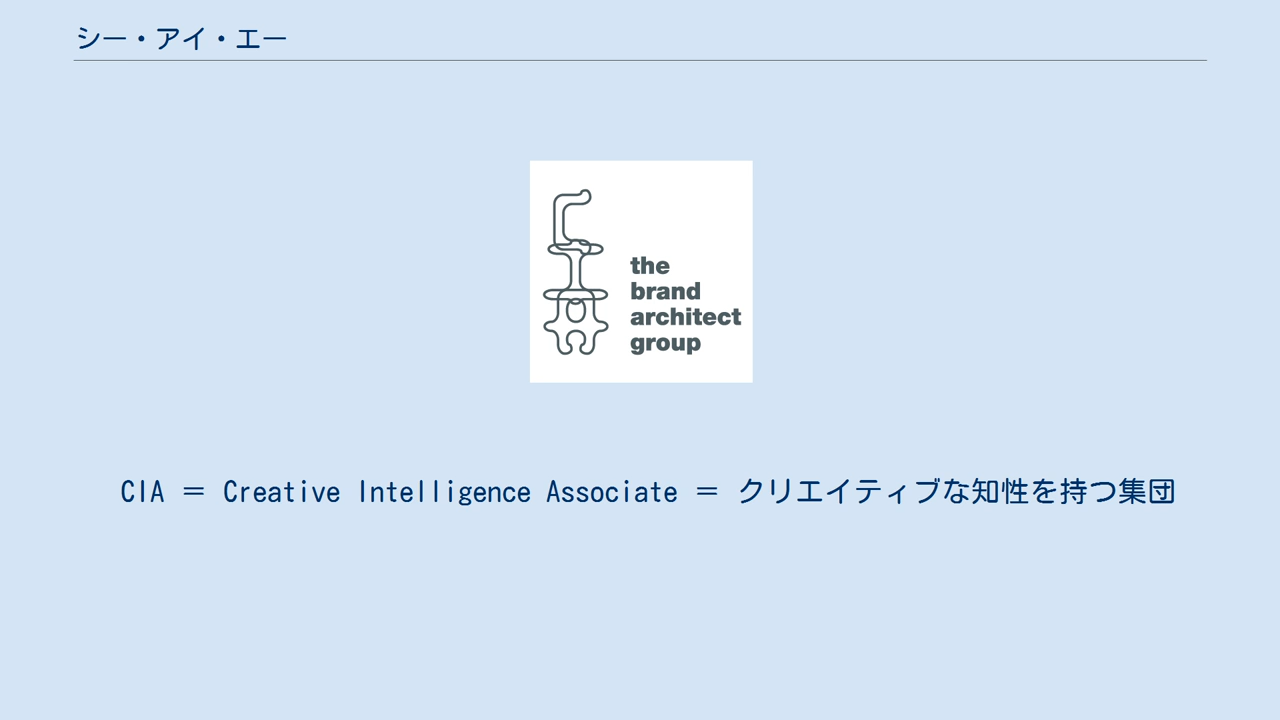 シー・アイ・エー
CIA
the
brand
architect
group
CIA ＝ Creative Intelligence Associate ＝ クリエイティブな知性を持つ集団